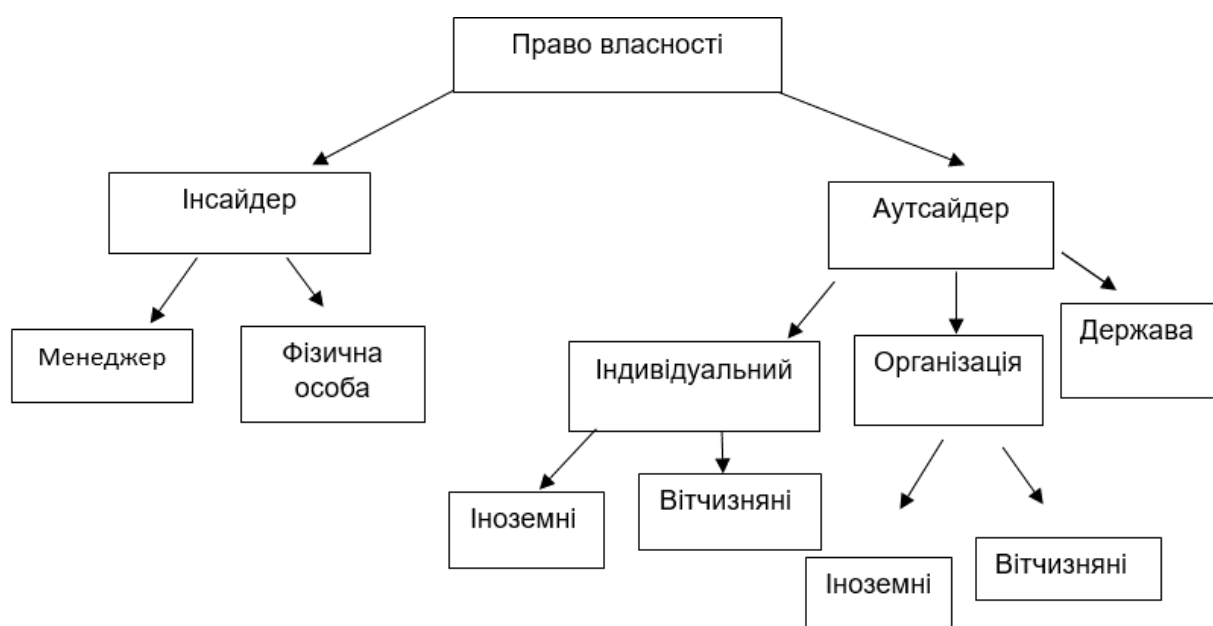 Право власності
Інсайдер
Аутсайдер
Менеджер
Фізична
особа
Індивідуальний
Організація
Держава
Іноземні
Вітчизняні
Іноземні
Вітчизняні